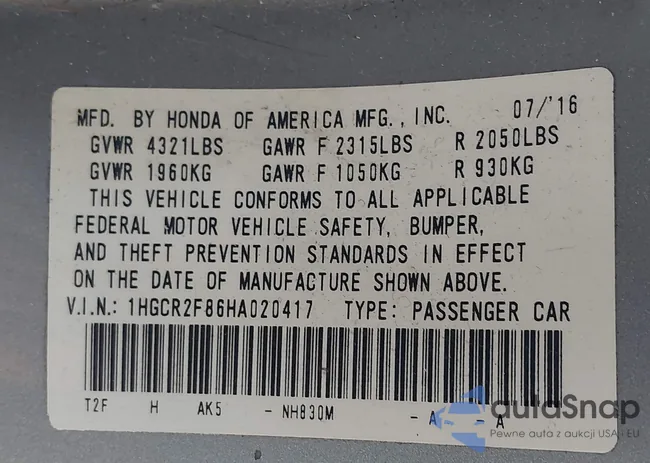 MFD. BY HONDA OF AMERICA MFG., INC. 07/'16
GVWR 4321LBS GAWR F 2315LBS R 2050LBS
GVWR 1960KG GAWR F 1050KG R 930KG
THIS VEHICLE CONFORMS TO ALL APPLICABLE
FEDERAL MOTOR VEHICLE SAFETY, BUMPER,
AND THEFT PREVENTION STANDARDS IN EFFECT
ON THE DATE OF MANUFACTURE SHOWN ABOVE.
V.I.N.: 1HGCR2F86HA020417 TYPE: PASSENGER CAR
T2F H AK5 - NH830M - A - A
autaSnap
Pewne auta z aukcji USA i EU